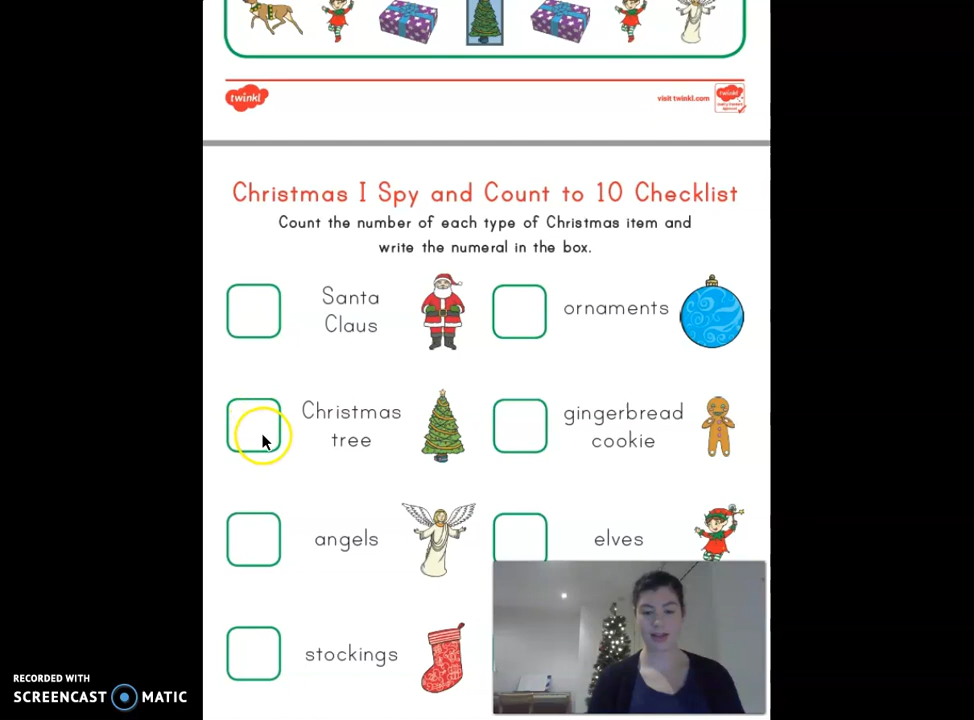 twinkl
visit twinkl.com
Christmas I Spy and Count to 10 Checklist
Count the number of each type of Christmas item and
write the numeral in the box.
Santa
Claus
ornaments
Christmas
tree
gingerbread
cookie
angels
elves
stockings
RECORDED WITH
SCREENCAST MATIC